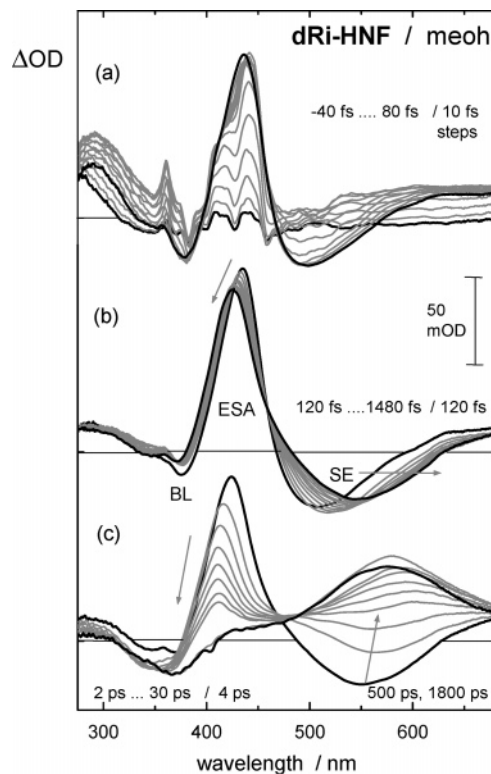 dRi-HNF / meoh
ΔOD
(a)
-40 fs .... 80 fs / 10 fs
steps
(b)
50
mOD
ESA
120 fs ....1480 fs / 120 fs
SE
BL
(c)
2 ps ... 30 ps / 4 ps
500 ps, 1800 ps
300 400 500 600
wavelength / nm